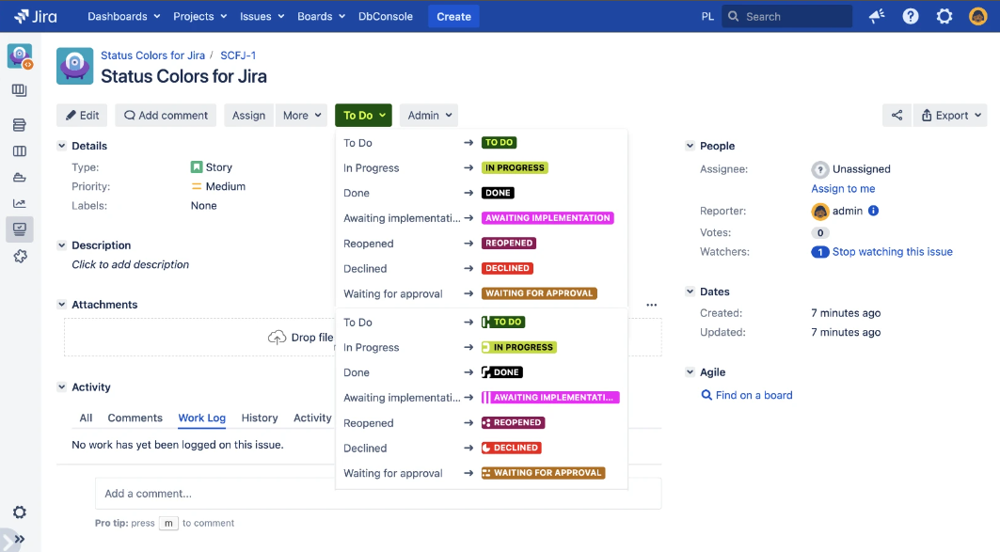 Jira Dashboards Projects Issues Boards DbConsole Create PL Search
Status Colors for Jira / SCFJ-1
Status Colors for Jira
Edit Add comment Assign More To Do Admin Export
Details
Type: Story
Priority: Medium
Labels: None
Description
Click to add description
Attachments
Drop file
Activity
All Comments Work Log History Activity
No work has yet been logged on this issue.
Add a comment...
Pro tip: press m to comment
To Do → TO DO
In Progress → IN PROGRESS
Done → DONE
Awaiting implementati... → AWAITING IMPLEMENTATION
Reopened → REOPENED
Declined → DECLINED
Waiting for approval → WAITING FOR APPROVAL
To Do → TO DO
In Progress → IN PROGRESS
Done → DONE
Awaiting implementati... → AWAITING IMPLEMENTATI...
Reopened → REOPENED
Declined → DECLINED
Waiting for approval → WAITING FOR APPROVAL
People
Assignee: Unassigned
Assign to me
Reporter: admin
Votes: 0
Watchers: 1 Stop watching this issue
Dates
Created: 7 minutes ago
Updated: 7 minutes ago
Agile
Find on a board